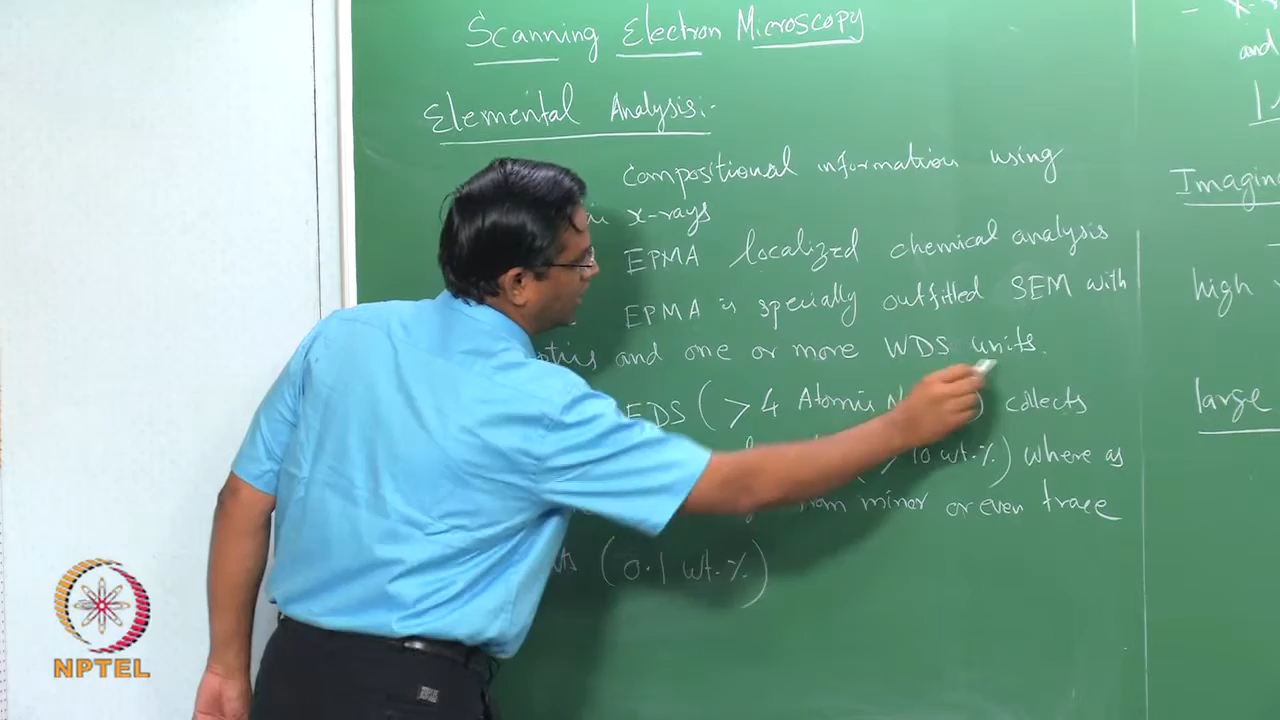 Scanning Electron Microscopy
Elemental Analysis:-
compositional information using
x-rays
EPMA localized chemical analysis
EPMA is specially outfitted SEM with
and one or more WDS units.
EDS ( > 4 Atomic N ) collects
10 wt.%) where as
minor or even trace
(0.1 wt.%)
and
Imagin
high
large
NPTEL